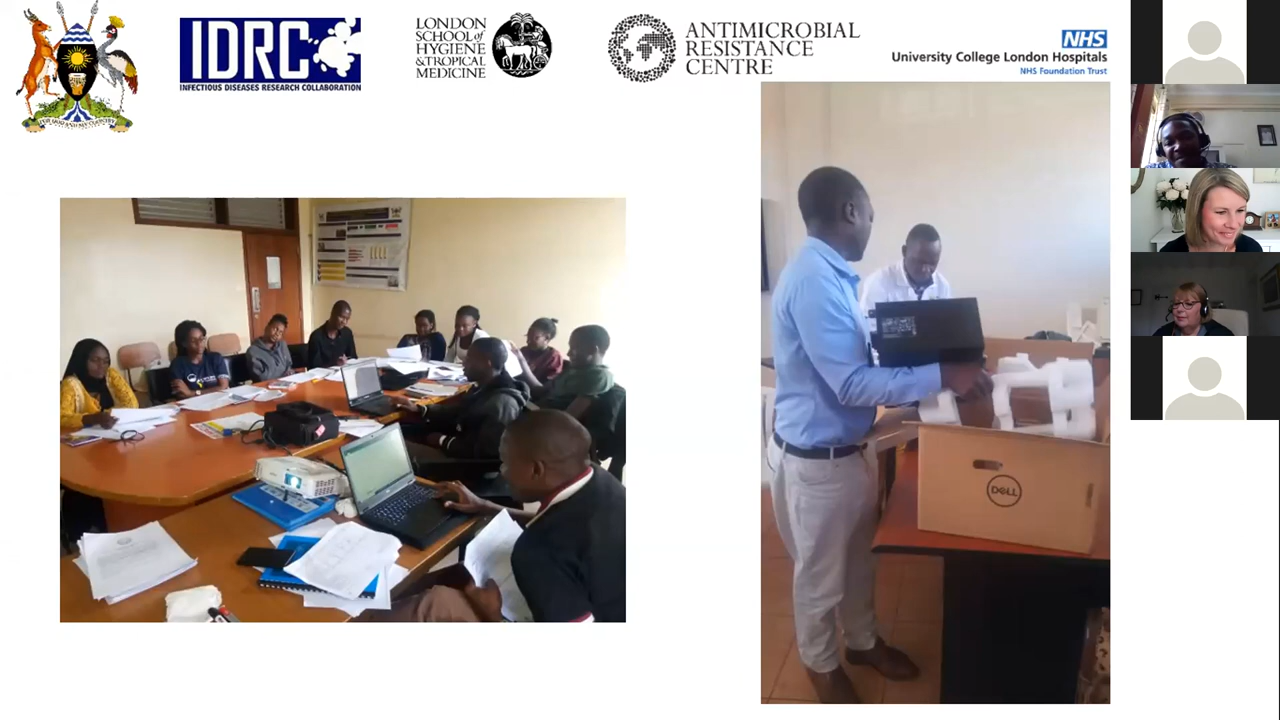 FOR GOD AND MY COUNTRY
IDRC
INFECTIOUS DISEASES RESEARCH COLLABORATION
LONDON
SCHOOL of
HYGIENE
& TROPICAL
MEDICINE
ANTIMICROBIAL
RESISTANCE
CENTRE
NHS
University College London Hospitals
NHS Foundation Trust
DELL